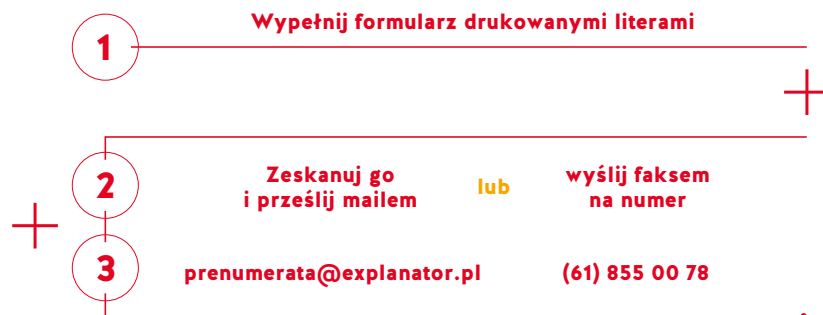 1 Wypełnij formularz drukowanymi literami
2 Zeskanuj go lub wyślij faksem
i prześlij mailem na numer
3 prenumerata@explanator.pl (61) 855 00 78